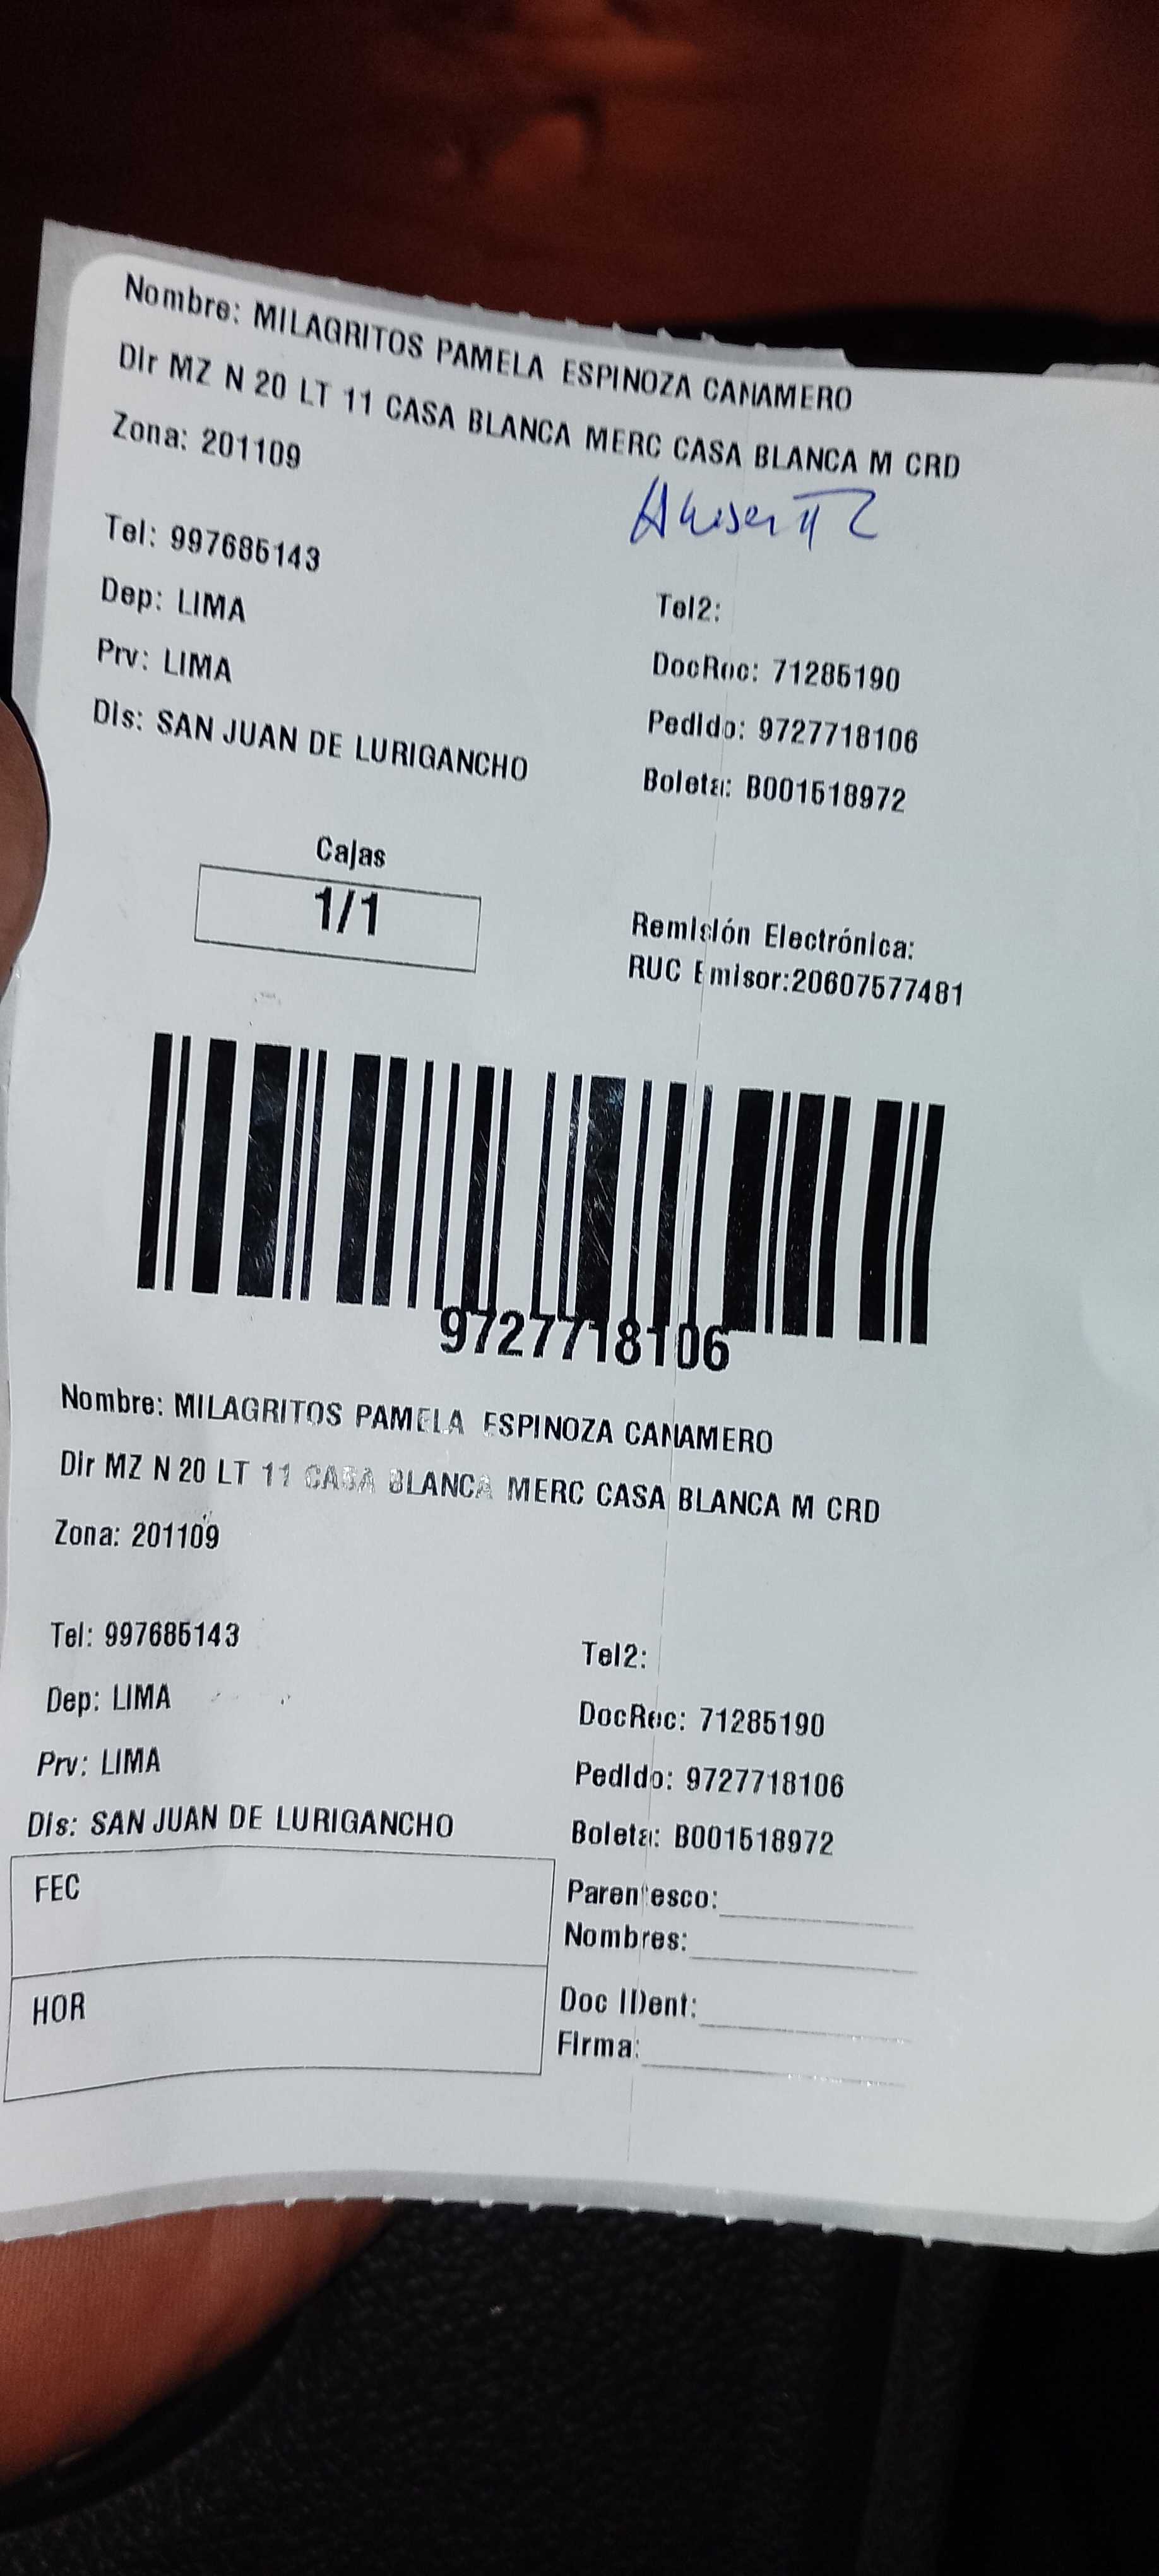 Nombre: MILAGRITOS PAMELA ESPINOZA CANAMERO
Dir MZ N 20 LT 11 CASA BLANCA MERC CASA BLANCA M CRD
Zona: 201109
Tel: 997685143
Tel2:
Dep: LIMA
DocRec: 71285190
Prv: LIMA
Pedido: 9727718106
Dis: SAN JUAN DE LURIGANCHO
Boleta: B001518972
Cajas
1/1
Remisión Electrónica:
RUC Emisor:20607577481
9727718106
Nombre: MILAGRITOS PAMELA ESPINOZA CANAMERO
Dir MZ N 20 LT 11 CASA BLANCA MERC CASA BLANCA M CRD
Zona: 201109
Tel: 997685143
Tel2:
Dep: LIMA
DocRec: 71285190
Prv: LIMA
Pedido: 9727718106
Dis: SAN JUAN DE LURIGANCHO
Boleta: B001518972
FEC
Parentesco:
Nombres:
HOR
Doc IDent:
Firma: